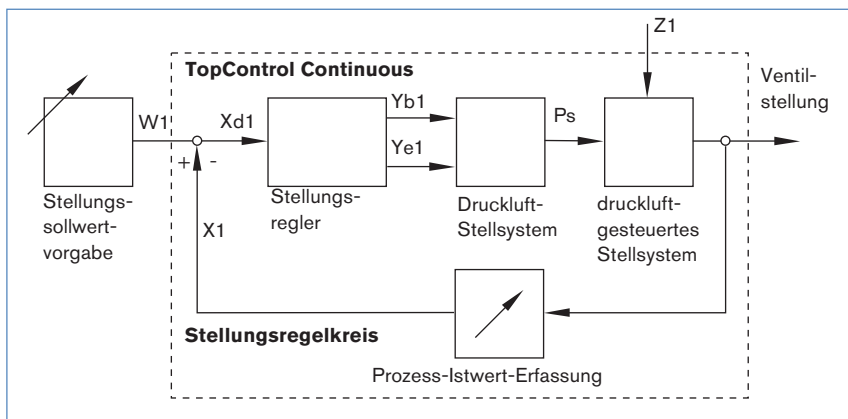 Z1
TopControl Continuous
Ventil-
stellung
W1
Xd1
Yb1
Ye1
Ps
+ -
Stellungs-
sollwert-
vorgabe
X1
Stellungs-
regler
Druckluft-
Stellsystem
druckluft-
gesteuertes
Stellsystem
Stellungsregelkreis
Prozess-Istwert-Erfassung